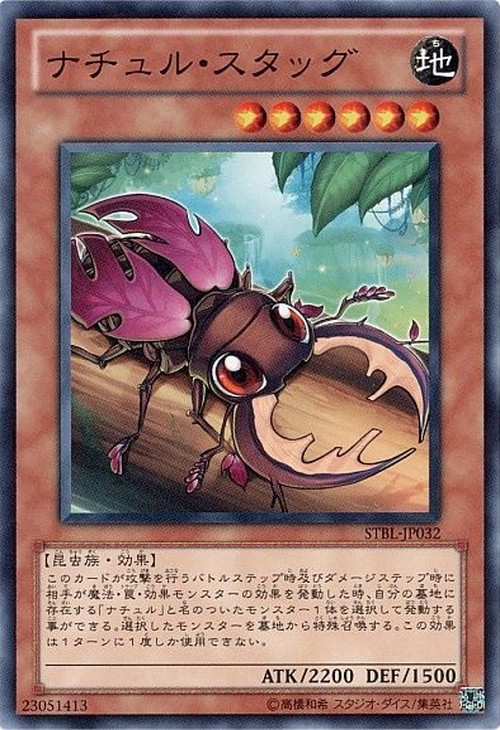 ナチュル・スタッグ
地
STBL-JP032
【昆虫族・効果】
このカードが攻撃を行うバトルステップ時及びダメージステップ時に
相手が魔法・罠・効果モンスターの効果を発動した時、自分の墓地に
存在する「ナチュル」と名のついたモンスター1体を選択して発動する
事ができる。選択したモンスターを墓地から特殊召喚する。この効果
は1ターンに1度しか使用できない。
ATK/2200 DEF/1500
23051413
©高橋和希 スタジオ・ダイス/集英社